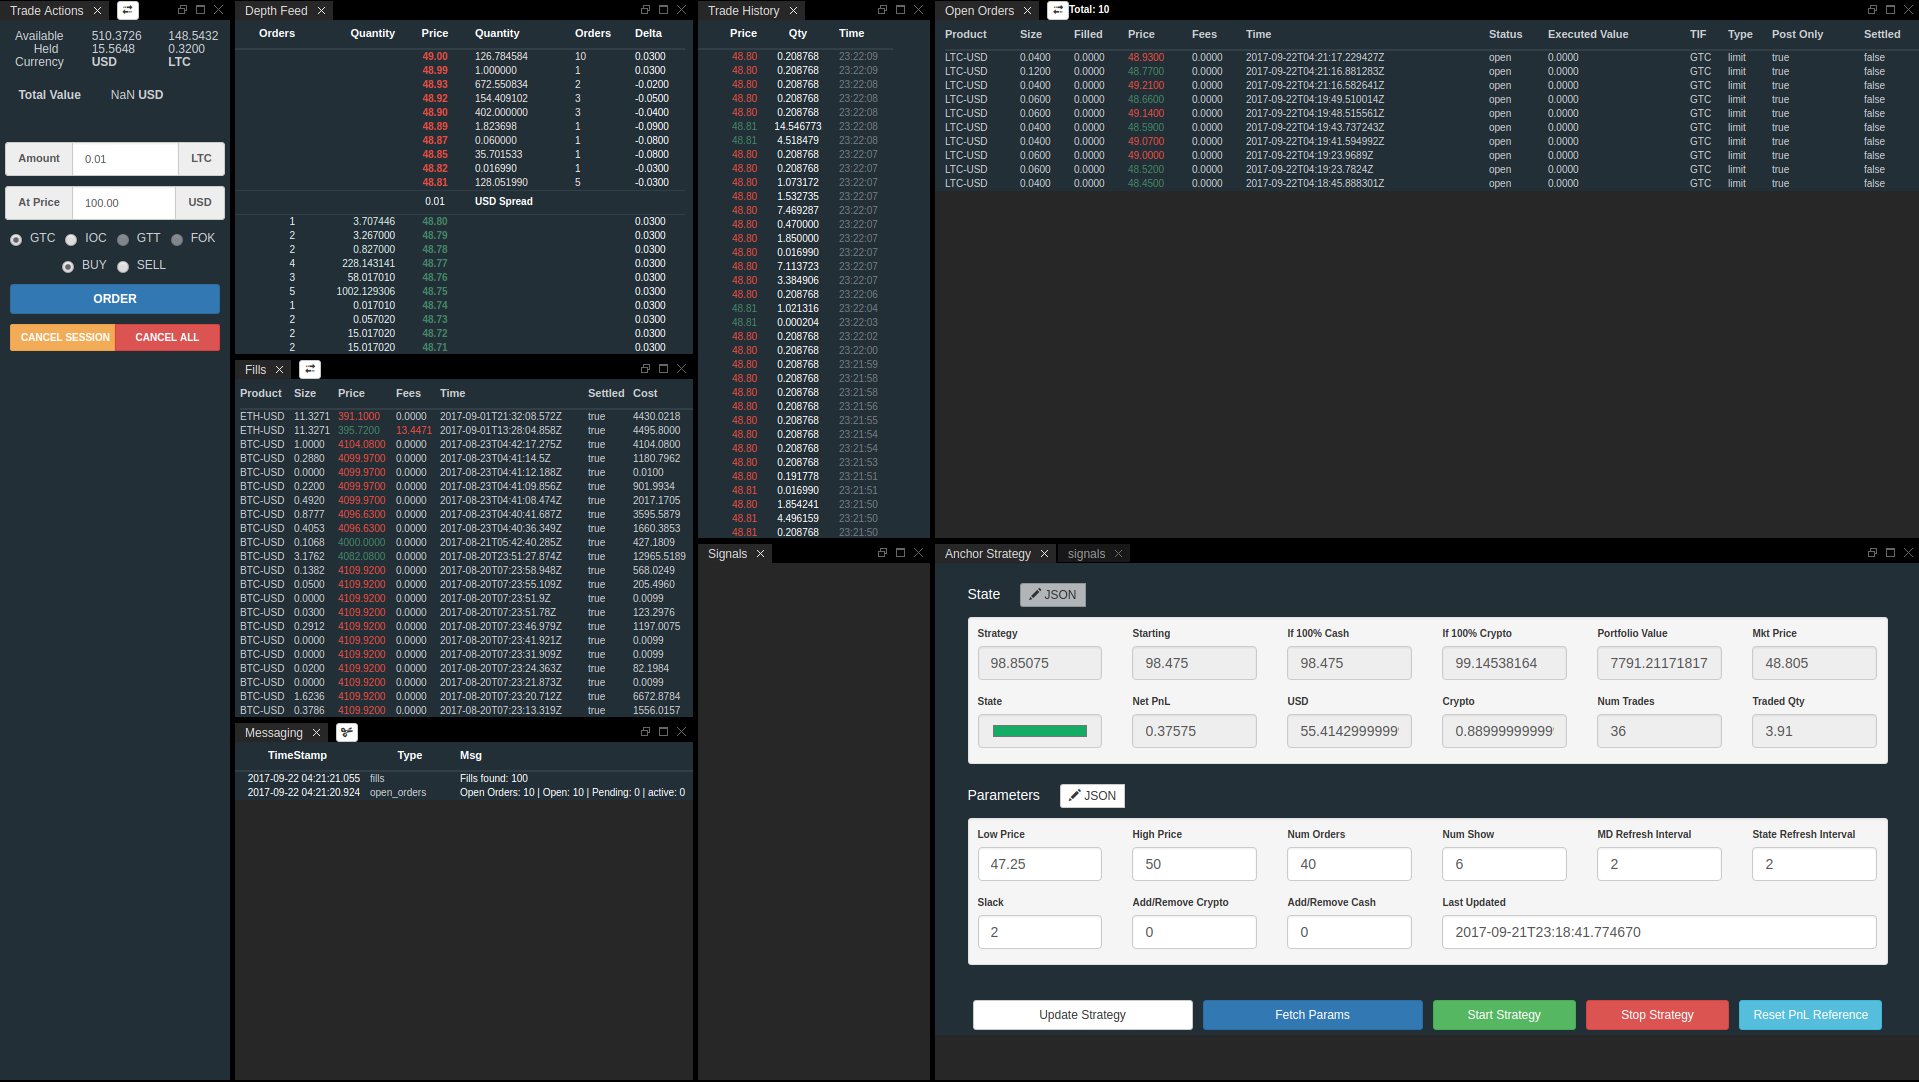 Trade Actions
Available 510.3726 148.5432
Held 15.5648 0.3200
Currency USD LTC
Total Value NaN USD
Amount 0.01 LTC
At Price 100.00 USD
GTC IOC GTT FOK
BUY SELL
ORDER
CANCEL SESSION CANCEL ALL
Depth Feed
Orders Quantity Price Quantity Orders Delta
49.00 126.784584 10 0.0300
48.99 1.000000 1 0.0300
48.93 672.550834 2 -0.0200
48.92 154.409102 3 -0.0500
48.90 402.000000 3 -0.0400
48.89 1.823698 1 -0.0900
48.87 0.060000 1 -0.0800
48.85 35.701533 1 -0.0800
48.82 0.016990 1 -0.0300
48.81 128.051990 5 -0.0300
0.01 USD Spread
1 3.707446 48.80 0.0300
2 3.267000 48.79 0.0300
2 0.827000 48.78 0.0300
4 228.143141 48.77 0.0300
3 58.017010 48.76 0.0300
5 1002.129306 48.75 0.0300
1 0.017010 48.74 0.0300
2 0.057020 48.73 0.0300
2 15.017020 48.72 0.0300
2 15.017020 48.71 0.0300
Fills
Product Size Price Fees Time Settled Cost
ETH-USD 11.3271 391.1000 0.0000 2017-09-01T21:32:08.572Z true 4430.0218
ETH-USD 11.3271 395.7200 13.4471 2017-09-01T13:28:04.858Z true 4495.8000
BTC-USD 1.0000 4104.0800 0.0000 2017-08-23T04:42:17.275Z true 4104.0800
BTC-USD 0.2880 4099.9700 0.0000 2017-08-23T04:41:14.5Z true 1180.7962
BTC-USD 0.0000 4099.9700 0.0000 2017-08-23T04:41:12.188Z true 0.0100
BTC-USD 0.2200 4099.9700 0.0000 2017-08-23T04:41:09.856Z true 901.9934
BTC-USD 0.4920 4099.9700 0.0000 2017-08-23T04:41:08.474Z true 2017.1705
BTC-USD 0.8777 4096.6300 0.0000 2017-08-23T04:40:41.687Z true 3595.5879
BTC-USD 0.4053 4096.6300 0.0000 2017-08-23T04:40:36.349Z true 1660.3853
BTC-USD 0.1068 4000.0000 0.0000 2017-08-21T05:42:40.285Z true 427.1809
BTC-USD 3.1762 4082.0800 0.0000 2017-08-20T23:51:27.874Z true 12965.5189
BTC-USD 0.1382 4109.9200 0.0000 2017-08-20T07:23:58.948Z true 568.0249
BTC-USD 0.0500 4109.9200 0.0000 2017-08-20T07:23:55.109Z true 205.4960
BTC-USD 0.0000 4109.9200 0.0000 2017-08-20T07:23:51.9Z true 0.0099
BTC-USD 0.0300 4109.9200 0.0000 2017-08-20T07:23:51.78Z true 123.2976
BTC-USD 0.2912 4109.9200 0.0000 2017-08-20T07:23:46.979Z true 1197.0075
BTC-USD 0.0000 4109.9200 0.0000 2017-08-20T07:23:41.921Z true 0.0099
BTC-USD 0.0000 4109.9200 0.0000 2017-08-20T07:23:31.909Z true 0.0099
BTC-USD 0.0200 4109.9200 0.0000 2017-08-20T07:23:24.363Z true 82.1984
BTC-USD 0.0000 4109.9200 0.0000 2017-08-20T07:23:21.873Z true 0.0099
BTC-USD 1.6236 4109.9200 0.0000 2017-08-20T07:23:20.712Z true 6672.8784
BTC-USD 0.3786 4109.9200 0.0000 2017-08-20T07:23:13.319Z true 1556.0157
Messaging
TimeStamp Type Msg
2017-09-22 04:21:21.055 fills Fills found: 100
2017-09-22 04:21:20.924 open_orders Open Orders: 10 | Open: 10 | Pending: 0 | active: 0
Trade History
Price Qty Time
48.80 0.208768 23:22:09
48.80 0.208768 23:22:09
48.80 0.208768 23:22:08
48.80 0.208768 23:22:08
48.80 0.208768 23:22:08
48.81 14.546773 23:22:08
48.81 4.518479 23:22:08
48.80 0.208768 23:22:07
48.80 0.208768 23:22:07
48.80 1.073172 23:22:07
48.80 1.532735 23:22:07
48.80 7.469287 23:22:07
48.80 0.470000 23:22:07
48.80 1.850000 23:22:07
48.80 0.016990 23:22:07
48.80 7.113723 23:22:07
48.80 3.384906 23:22:07
48.80 0.208768 23:22:06
48.81 1.021316 23:22:04
48.81 0.000204 23:22:03
48.80 0.208768 23:22:02
48.80 0.208768 23:22:00
48.80 0.208768 23:21:59
48.80 0.208768 23:21:58
48.80 0.208768 23:21:58
48.80 0.208768 23:21:56
48.80 0.208768 23:21:55
48.80 0.208768 23:21:54
48.80 0.208768 23:21:54
48.80 0.208768 23:21:53
48.80 0.191778 23:21:51
48.81 0.016990 23:21:51
48.80 1.854241 23:21:50
48.81 4.496159 23:21:50
48.81 0.208768 23:21:50
Signals
Open Orders Total: 10
Product Size Filled Price Fees Time Status Executed Value TIF Type Post Only Settled
LTC-USD 0.0400 0.0000 48.9300 0.0000 2017-09-22T04:21:17.229427Z open 0.0000 GTC limit true false
LTC-USD 0.1200 0.0000 48.7700 0.0000 2017-09-22T04:21:16.881283Z open 0.0000 GTC limit true false
LTC-USD 0.0400 0.0000 49.2100 0.0000 2017-09-22T04:21:16.582641Z open 0.0000 GTC limit true false
LTC-USD 0.0600 0.0000 48.6600 0.0000 2017-09-22T04:19:49.510014Z open 0.0000 GTC limit true false
LTC-USD 0.0600 0.0000 49.1400 0.0000 2017-09-22T04:19:48.515561Z open 0.0000 GTC limit true false
LTC-USD 0.0400 0.0000 48.5900 0.0000 2017-09-22T04:19:43.737243Z open 0.0000 GTC limit true false
LTC-USD 0.0400 0.0000 49.0700 0.0000 2017-09-22T04:19:41.594992Z open 0.0000 GTC limit true false
LTC-USD 0.0600 0.0000 49.0000 0.0000 2017-09-22T04:19:23.9689Z open 0.0000 GTC limit true false
LTC-USD 0.0600 0.0000 48.5200 0.0000 2017-09-22T04:19:23.7824Z open 0.0000 GTC limit true false
LTC-USD 0.0400 0.0000 48.4500 0.0000 2017-09-22T04:18:45.888301Z open 0.0000 GTC limit true false
Anchor Strategy signals
State JSON
Strategy Starting If 100% Cash If 100% Crypto Portfolio Value Mkt Price
98.85075 98.475 98.475 99.14538164 7791.21171817 48.805
State Net PnL USD Crypto Num Trades Traded Qty
0.37575 55.4142999999 0.88999999999 36 3.91
Parameters JSON
Low Price High Price Num Orders Num Show MD Refresh Interval State Refresh Interval
47.25 50 40 6 2 2
Slack Add/Remove Crypto Add/Remove Cash Last Updated
2 0 0 2017-09-21T23:18:41.774670
Update Strategy Fetch Params Start Strategy Stop Strategy Reset PnL Reference